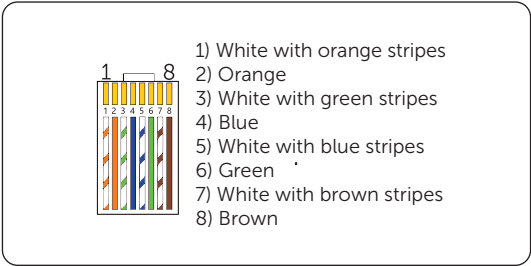 1 8
1 2 3 4 5 6 7 8
1) White with orange stripes
2) Orange
3) White with green stripes
4) Blue
5) White with blue stripes
6) Green
7) White with brown stripes
8) Brown